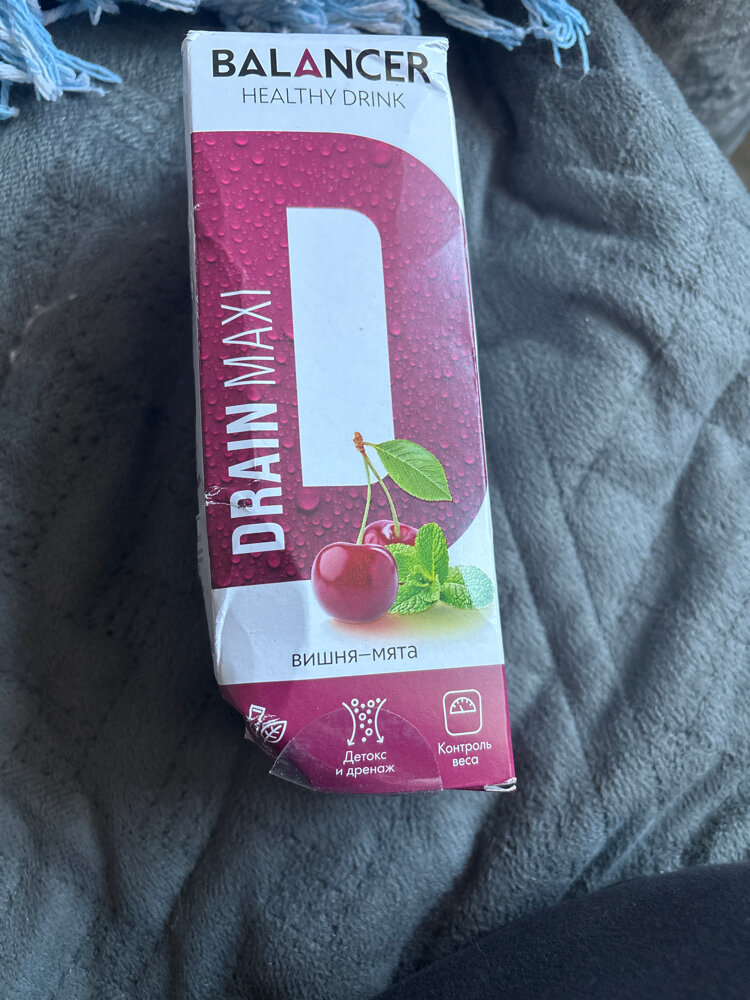 BALANCER
HEALTHY DRINK
DRAIN MAXI
вишня–мята
Детокс
и дренаж
Контроль
веса